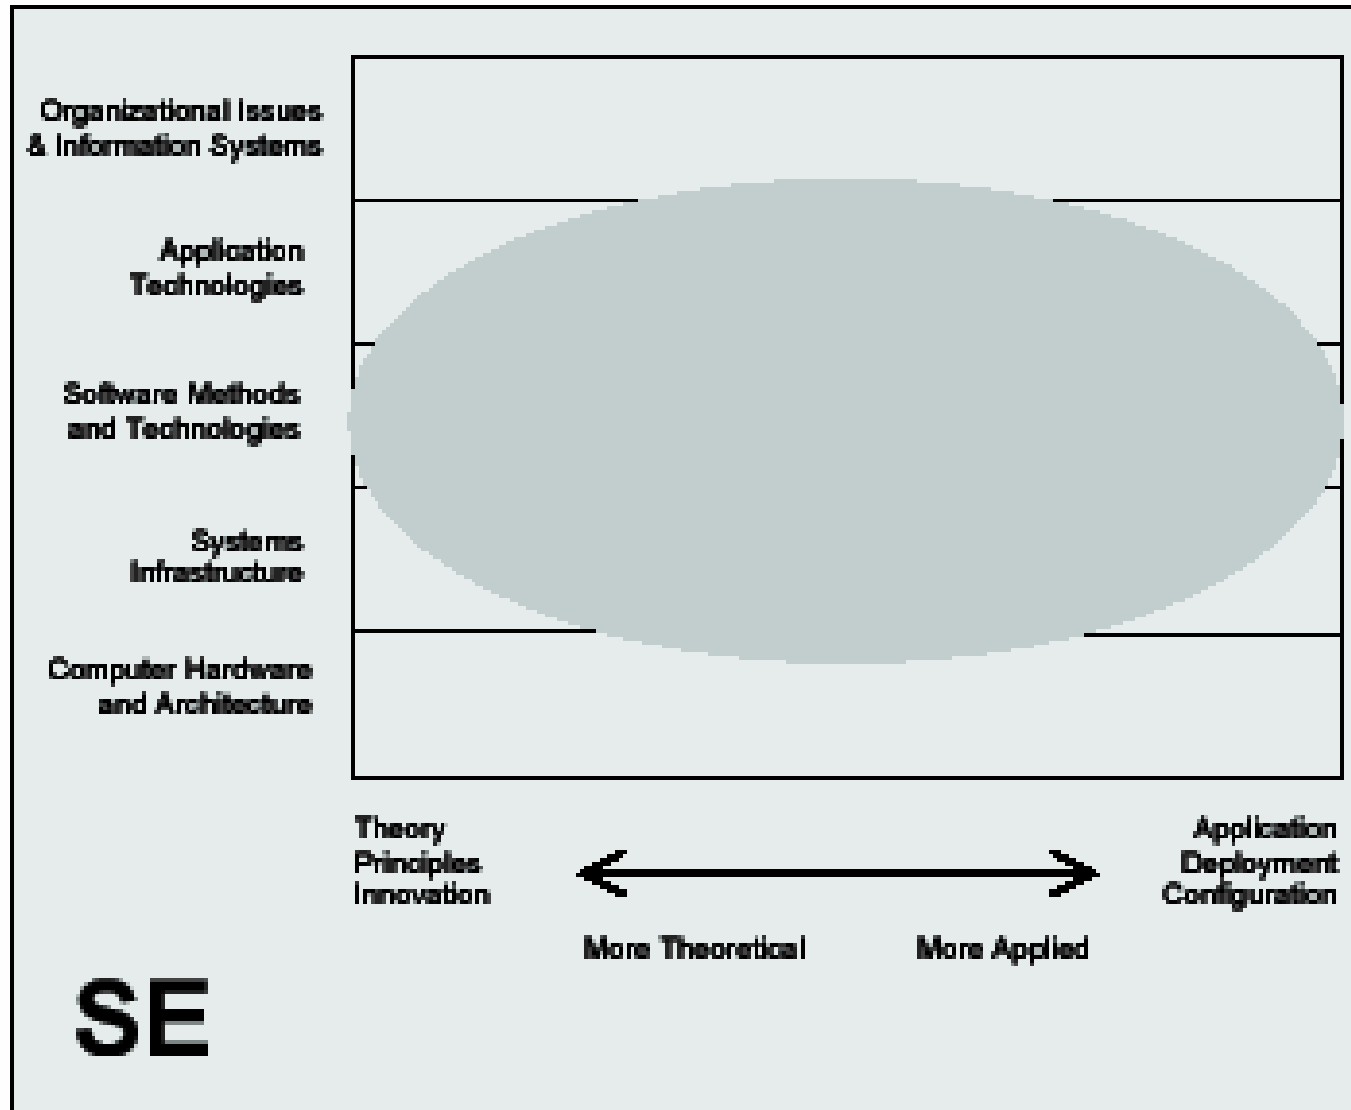 Organizational Issues
& Information Systems
Application
Technologies
Software Methods
and Technologies
Systems
Infrastructure
Computer Hardware
and Architecture
Theory
Principles
Innovation
Application
Deployment
Configuration
More Theoretical
More Applied
SE